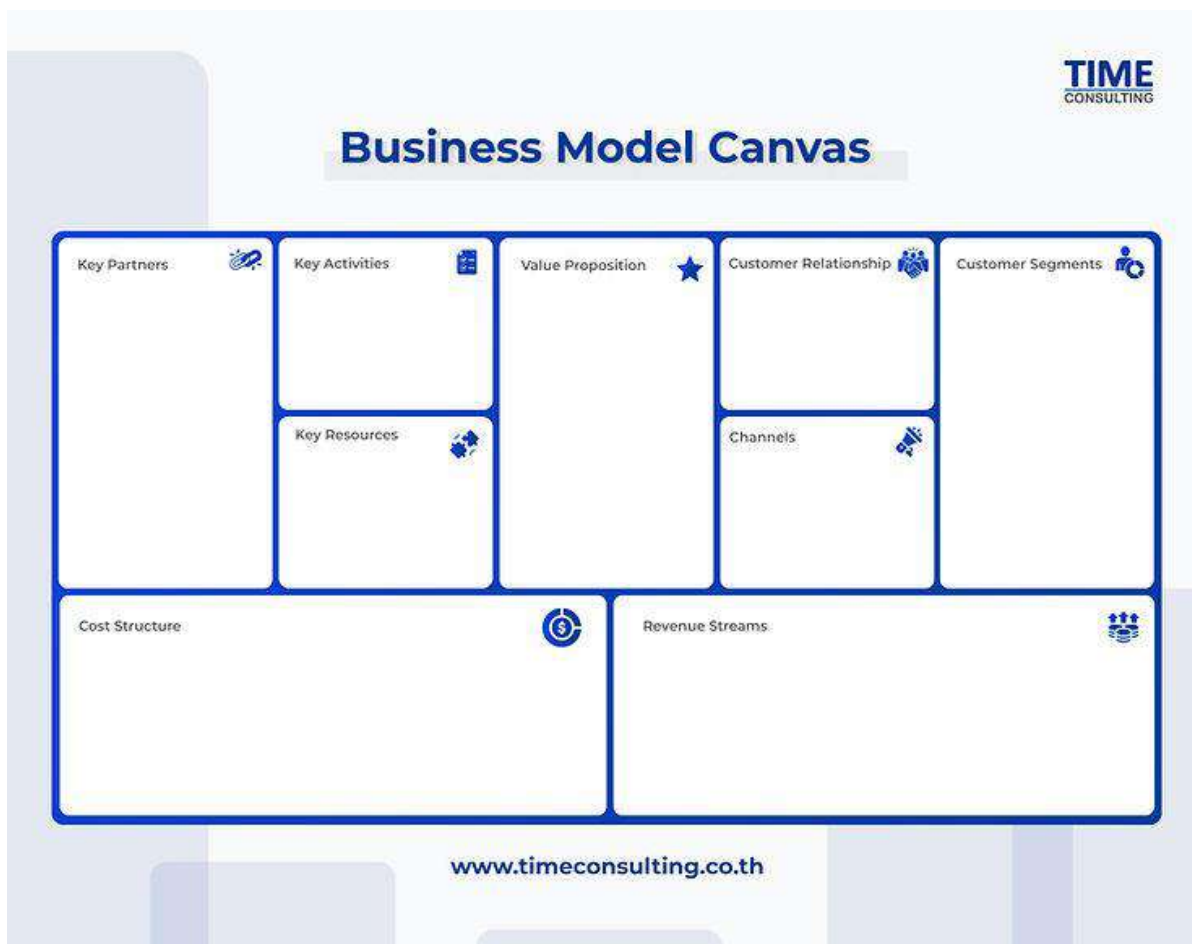 TIME
CONSULTING
Business Model Canvas
Key Partners
Key Activities
Value Proposition
Customer Relationship
Customer Segments
Key Resources
Channels
Cost Structure
Revenue Streams
www.timeconsulting.co.th